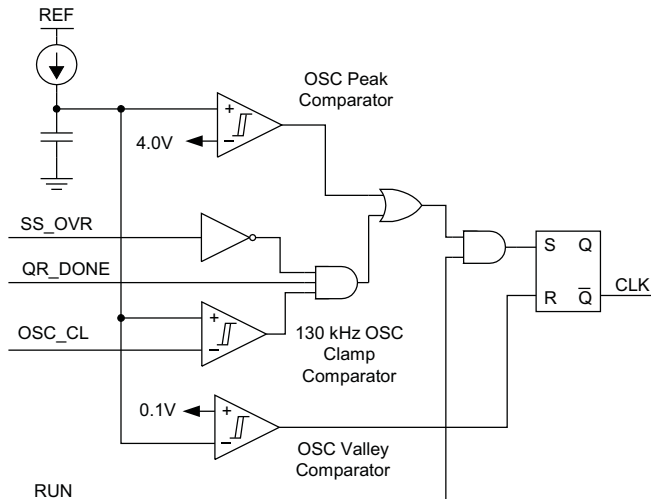 REF
OSC Peak
Comparator
+
−
4.0V
SS_OVR
QR_DONE
OSC_CL
+
−
130 kHz OSC
Clamp
Comparator
S Q
R Q̅
CLK
0.1V
+
−
OSC Valley
Comparator
RUN